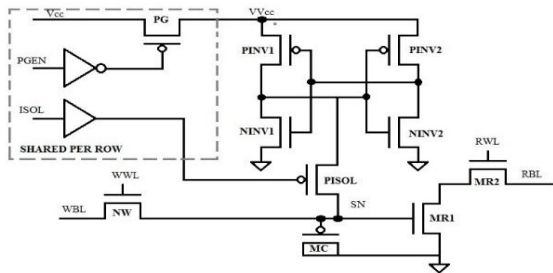 Vcc
PG
VVcc
PINV1
PINV2
PGEN
ISOL
NINV1
NINV2
SHARED PER ROW
RWL
WWL
PISOL
MR2
RBL
WBL
NW
SN
MR1
MC